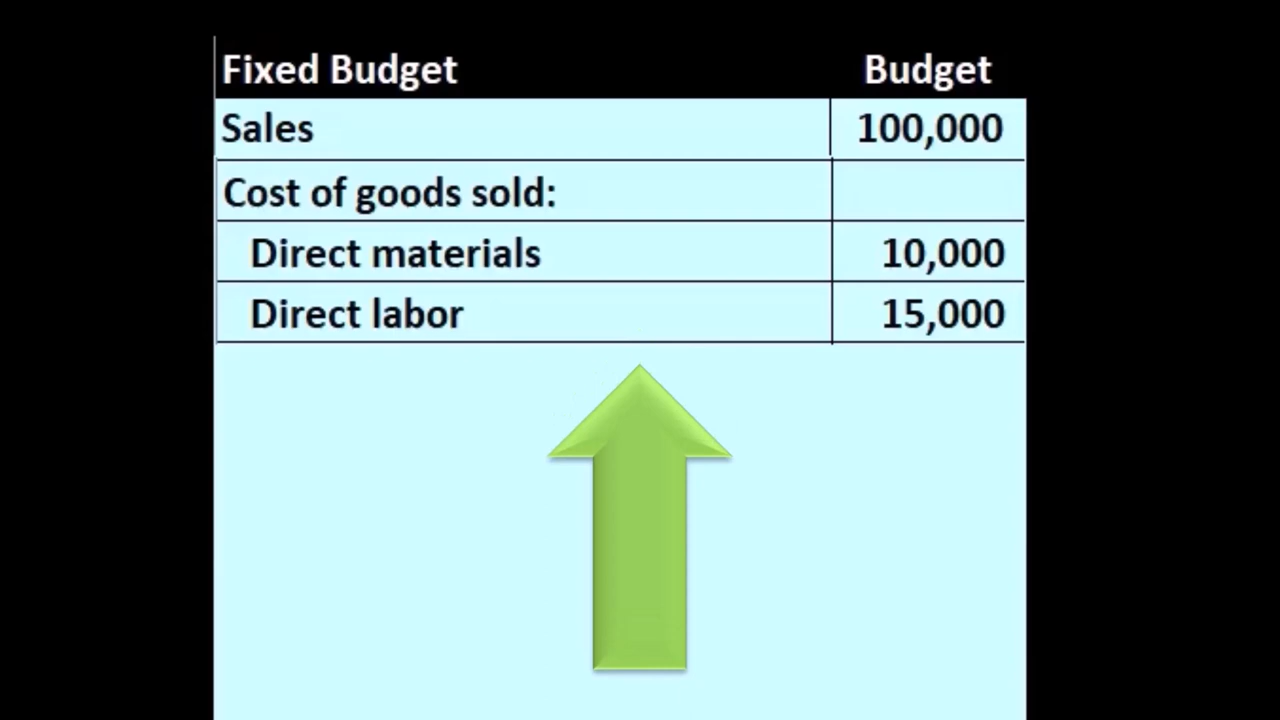 Fixed Budget Budget
Sales 100,000
Cost of goods sold:
Direct materials 10,000
Direct labor 15,000